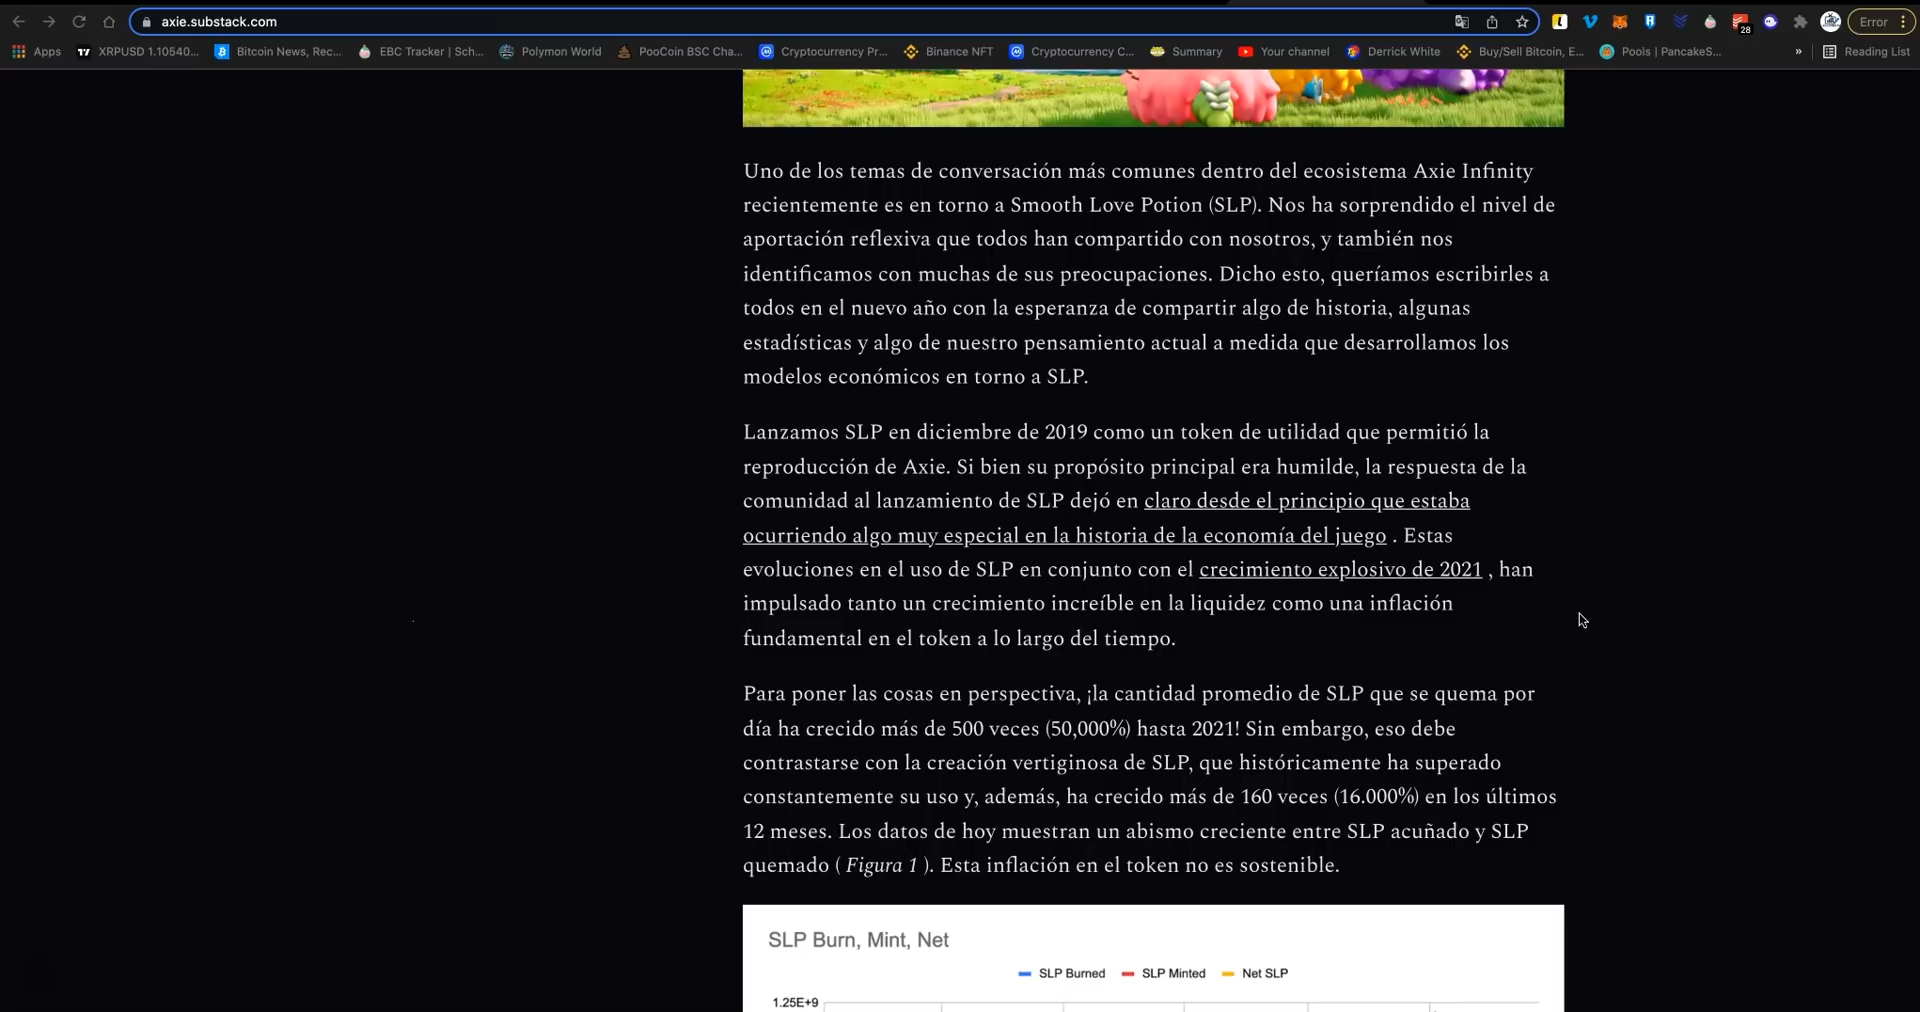 axie.substack.com
Error
28
Apps
XRPUSD 1.10540...
Bitcoin News, Rec...
EBC Tracker | Sch...
Polymon World
PooCoin BSC Cha...
Cryptocurrency Pr...
Binance NFT
Cryptocurrency C...
Summary
Your channel
Derrick White
Buy/Sell Bitcoin, E...
Pools | PancakeS...
»
Reading List
Uno de los temas de conversación más comunes dentro del ecosistema Axie Infinity
recientemente es en torno a Smooth Love Potion (SLP). Nos ha sorprendido el nivel de
aportación reflexiva que todos han compartido con nosotros, y también nos
identificamos con muchas de sus preocupaciones. Dicho esto, queríamos escribirles a
todos en el nuevo año con la esperanza de compartir algo de historia, algunas
estadísticas y algo de nuestro pensamiento actual a medida que desarrollamos los
modelos económicos en torno a SLP.
Lanzamos SLP en diciembre de 2019 como un token de utilidad que permitió la
reproducción de Axie. Si bien su propósito principal era humilde, la respuesta de la
comunidad al lanzamiento de SLP dejó en claro desde el principio que estaba
ocurriendo algo muy especial en la historia de la economía del juego . Estas
evoluciones en el uso de SLP en conjunto con el crecimiento explosivo de 2021 , han
impulsado tanto un crecimiento increíble en la liquidez como una inflación
fundamental en el token a lo largo del tiempo.
Para poner las cosas en perspectiva, ¡la cantidad promedio de SLP que se quema por
día ha crecido más de 500 veces (50,000%) hasta 2021! Sin embargo, eso debe
contrastarse con la creación vertiginosa de SLP, que históricamente ha superado
constantemente su uso y, además, ha crecido más de 160 veces (16.000%) en los últimos
12 meses. Los datos de hoy muestran un abismo creciente entre SLP acuñado y SLP
quemado ( Figura 1 ). Esta inflación en el token no es sostenible.
SLP Burn, Mint, Net
SLP Burned
SLP Minted
Net SLP
1.25E+9